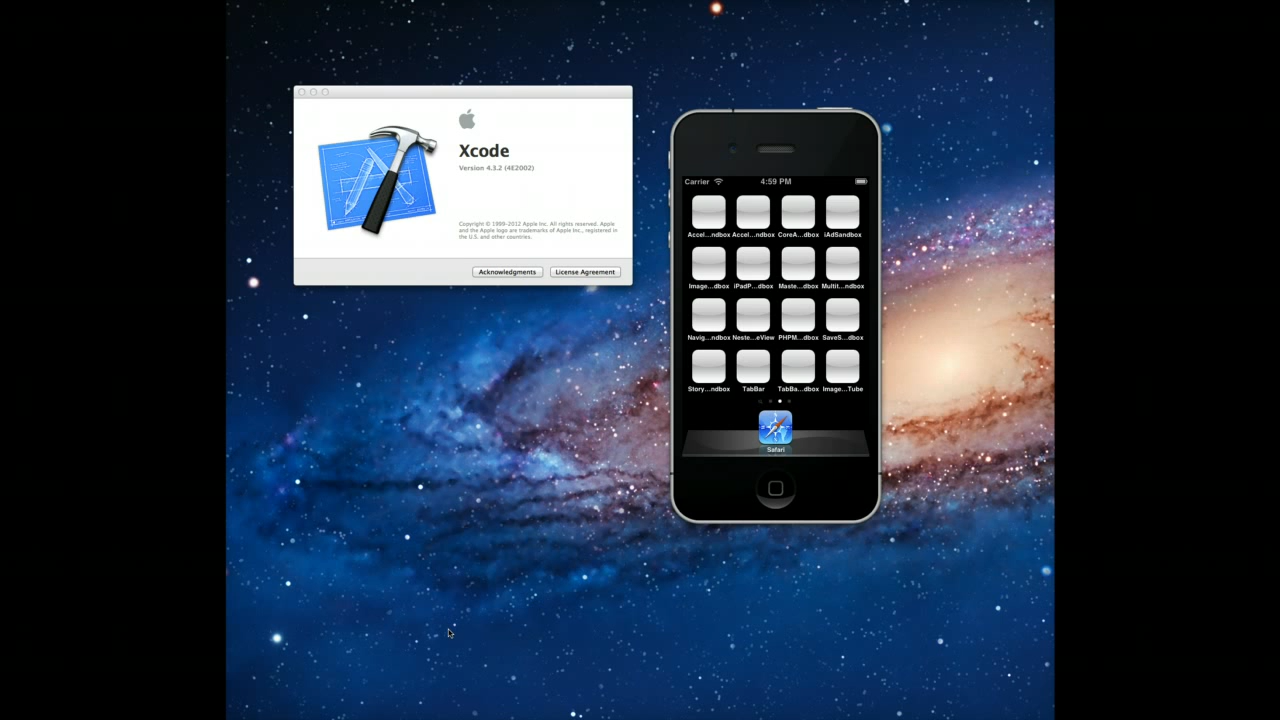 Xcode
Version 4.3.2 (4E2002)
Copyright © 1999–2012 Apple Inc. All rights reserved. Apple
and the Apple logo are trademarks of Apple Inc., registered in
the U.S. and other countries.
Acknowledgments License Agreement
Carrier 4:59 PM
Accel...ndbox Accel...ndbox CoreA...dbox iAdSandbox
Image...dbox iPadP...dbox Maste...dbox Multit...ndbox
Navig...ndbox Neste...eView PHPM...dbox SaveS...dbox
Story...ndbox TabBar TabBa...dbox Image...Tube
Safari